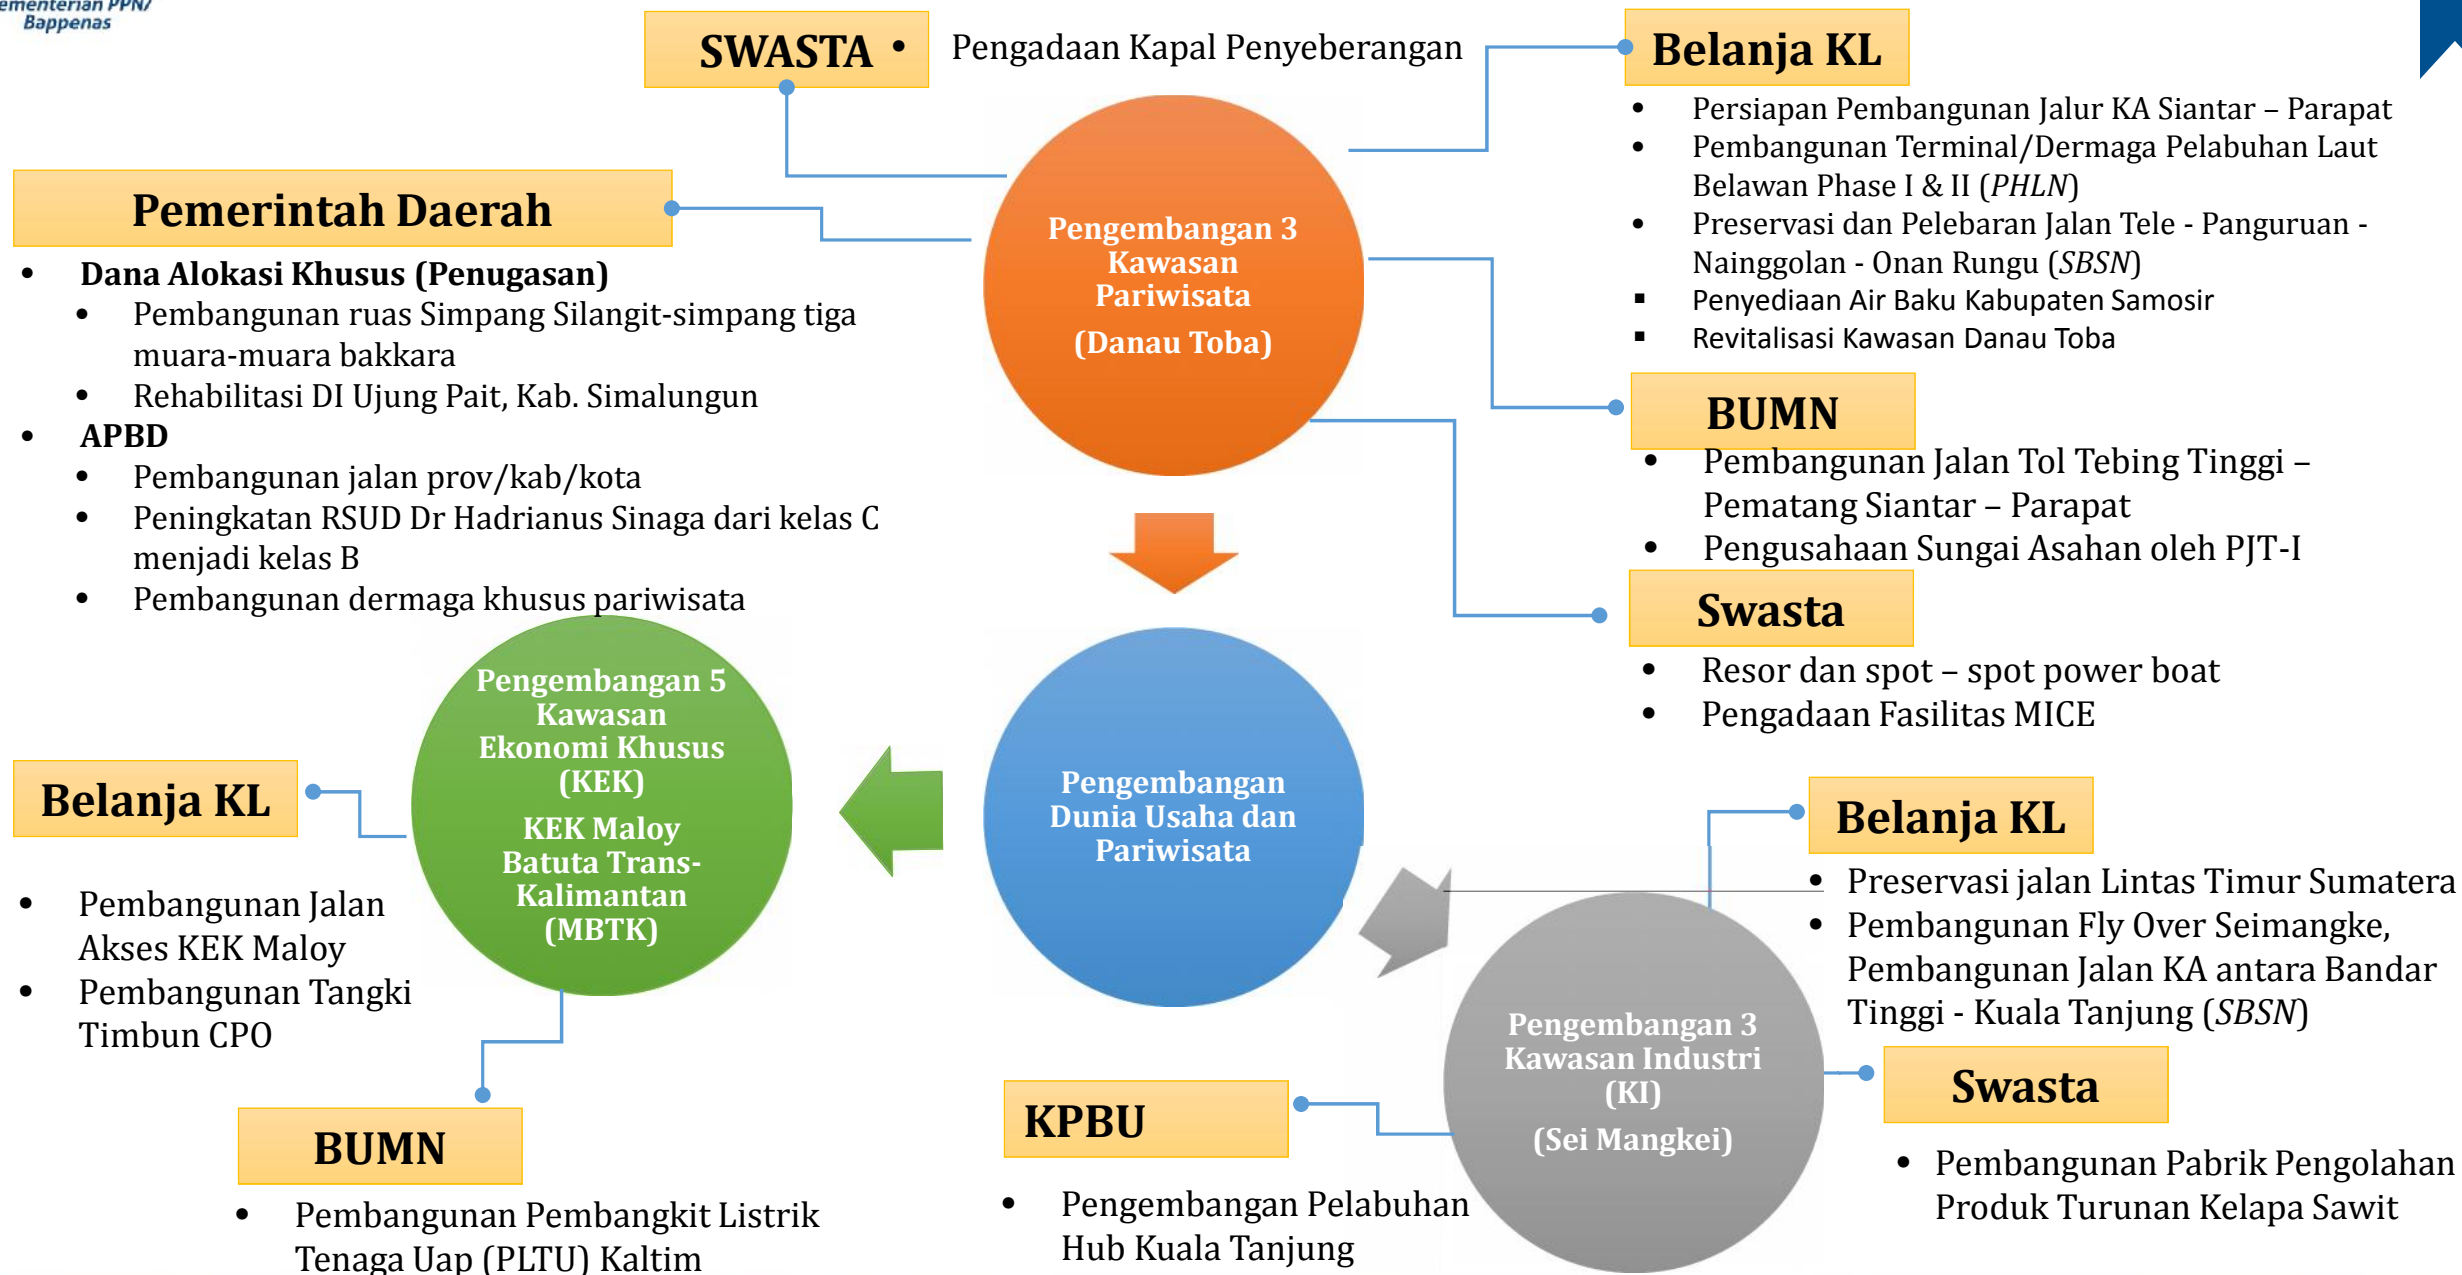 Kementerian PPN/
Bappenas
SWASTA
• Pengadaan Kapal Penyeberangan
Pemerintah Daerah
• Dana Alokasi Khusus (Penugasan)
• Pembangunan ruas Simpang Silangit-simpang tiga
muara-muara bakkara
• Rehabilitasi DI Ujung Pait, Kab. Simalungun
• APBD
• Pembangunan jalan prov/kab/kota
• Peningkatan RSUD Dr Hadrianus Sinaga dari kelas C
menjadi kelas B
• Pembangunan dermaga khusus pariwisata
Pengembangan 3
Kawasan
Pariwisata
(Danau Toba)
Belanja KL
• Persiapan Pembangunan Jalur KA Siantar – Parapat
• Pembangunan Terminal/Dermaga Pelabuhan Laut
Belawan Phase I & II (PHLN)
• Preservasi dan Pelebaran Jalan Tele - Panguruan -
Nainggolan - Onan Rungu (SBSN)
▪ Penyediaan Air Baku Kabupaten Samosir
▪ Revitalisasi Kawasan Danau Toba
BUMN
• Pembangunan Jalan Tol Tebing Tinggi –
Pematang Siantar – Parapat
• Pengusahaan Sungai Asahan oleh PJT-I
Swasta
• Resor dan spot – spot power boat
• Pengadaan Fasilitas MICE
Pengembangan 5
Kawasan
Ekonomi Khusus
(KEK)
KEK Maloy
Batuta Trans-
Kalimantan
(MBTK)
Pengembangan
Dunia Usaha dan
Pariwisata
Belanja KL
• Pembangunan Jalan
Akses KEK Maloy
• Pembangunan Tangki
Timbun CPO
BUMN
• Pembangunan Pembangkit Listrik
Tenaga Uap (PLTU) Kaltim
Belanja KL
• Preservasi jalan Lintas Timur Sumatera
• Pembangunan Fly Over Seimangke,
Pembangunan Jalan KA antara Bandar
Tinggi - Kuala Tanjung (SBSN)
Pengembangan 3
Kawasan Industri
(KI)
(Sei Mangkei)
KPBU
• Pengembangan Pelabuhan
Hub Kuala Tanjung
Swasta
• Pembangunan Pabrik Pengolahan
Produk Turunan Kelapa Sawit